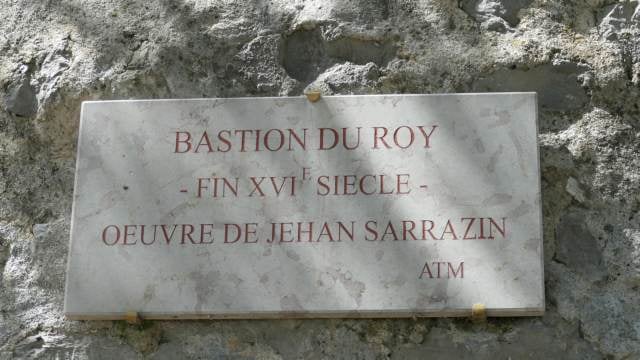 BASTION DU ROY
- FIN XVIE SIECLE -
OEUVRE DE JEHAN SARRAZIN
ATM